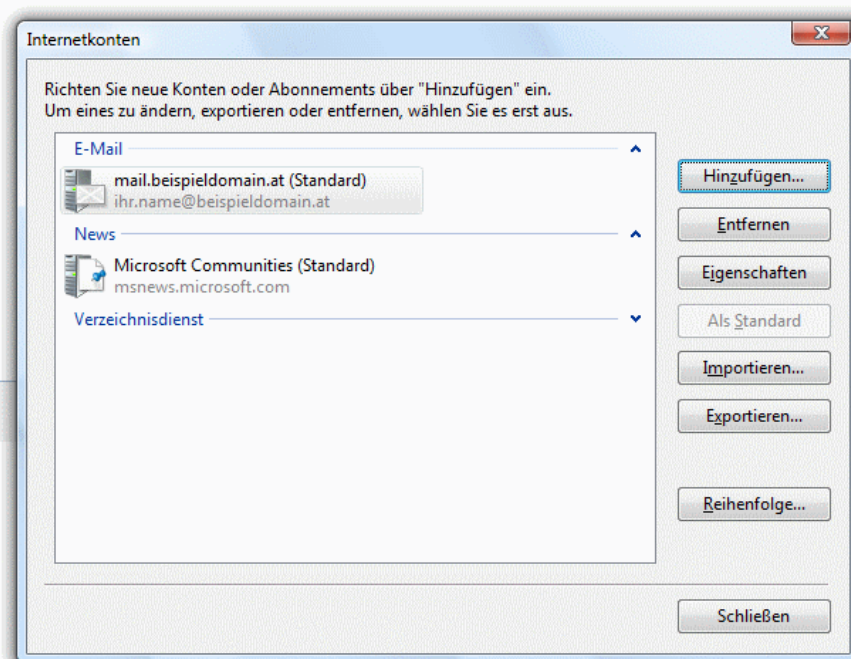 Internetkonten
Richten Sie neue Konten oder Abonnements über "Hinzufügen" ein.
Um eines zu ändern, exportieren oder entfernen, wählen Sie es erst aus.
E-Mail
mail.beispieldomain.at (Standard)
ihr.name@beispieldomain.at
News
Microsoft Communities (Standard)
msnews.microsoft.com
Verzeichnisdienst
Hinzufügen...
Entfernen
Eigenschaften
Als Standard
Importieren...
Exportieren...
Reihenfolge...
Schließen